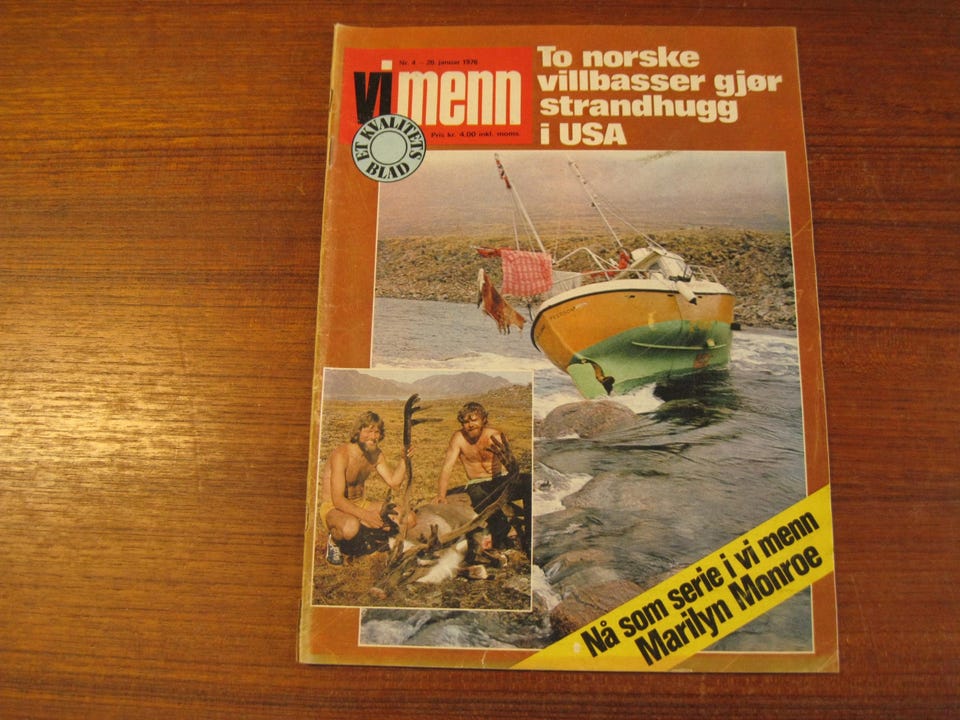 Nr. 4 — 20. januar 1976
vi menn
Pris kr. 4.00 inkl. moms.
ET KVALITETS
BLAD
To norske
villbasser gjør
strandhugg
i USA
Nå som serie i vi menn
Marilyn Monroe